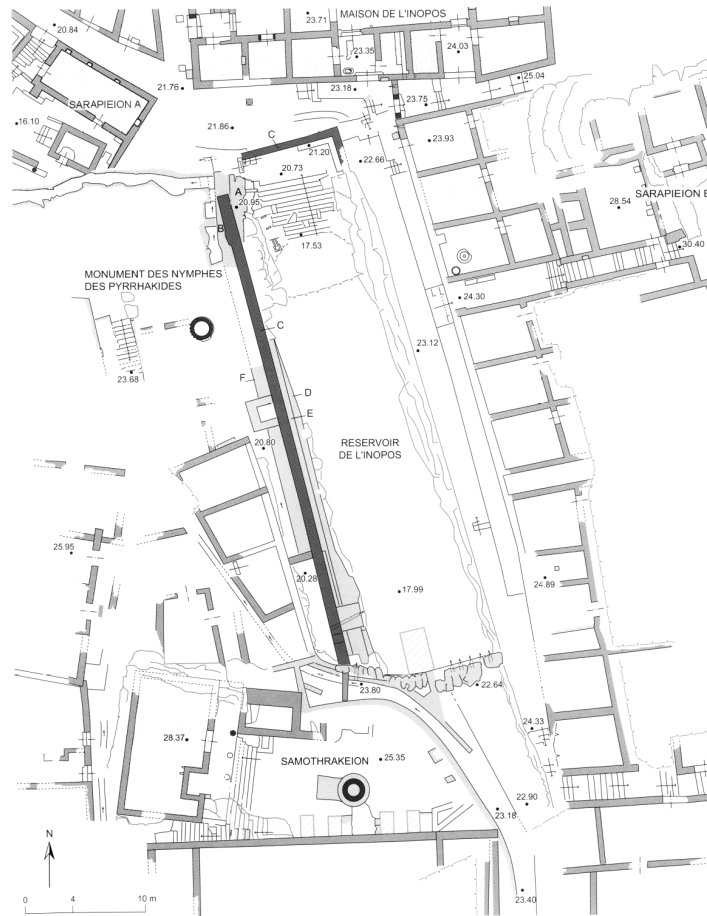 23.71
MAISON DE L'INOPOS
20.84
24.03
23.35
25.04
21.76
23.18
SARAPIEION A
23.75
16.10
21.86
C
23.93
21.20
22.66
20.73
A
SARAPIEION
20.95
28.54
B
17.53
30.40
MONUMENT DES NYMPHES
DES PYRRHAKIDES
24.30
C
23.12
23.68
F
D
E
20.80
RESERVOIR
DE L'INOPOS
25.95
20.28
24.89
17.99
23.80
22.64
24.33
28.37
25.35
SAMOTHRAKEION
22.90
23.18
N
23.40
0 4 10 m